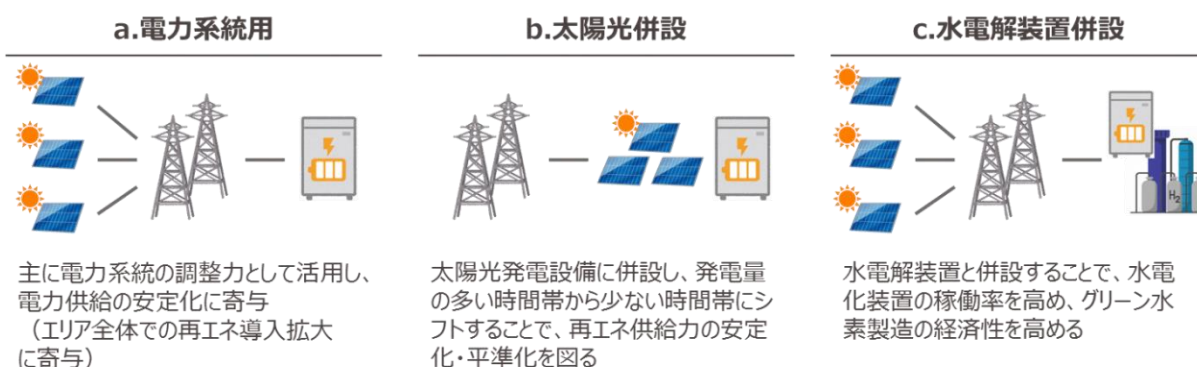 a.電力系統用
b.太陽光併設
c.水電解装置併設
H₂
主に電力系統の調整力として活用し、
電力供給の安定化に寄与
（エリア全体での再エネ導入拡大
に寄与）
太陽光発電設備に併設し、発電量
の多い時間帯から少ない時間帯にシ
フトすることで、再エネ供給力の安定
化・平準化を図る
水電解装置と併設することで、水電
化装置の稼働率を高め、グリーン水
素製造の経済性を高める